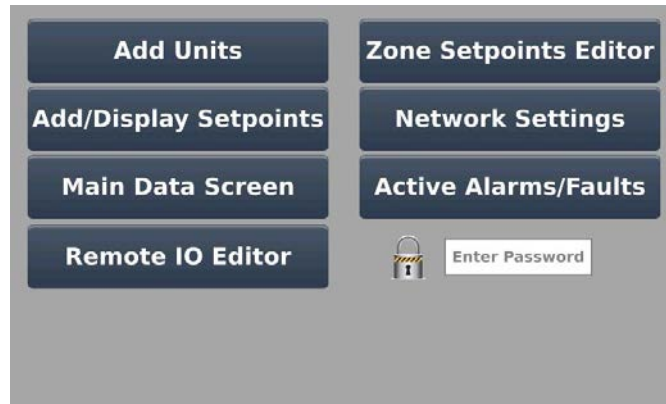 Add Units
Zone Setpoints Editor
Add/Display Setpoints
Network Settings
Main Data Screen
Active Alarms/Faults
Remote IO Editor
Enter Password